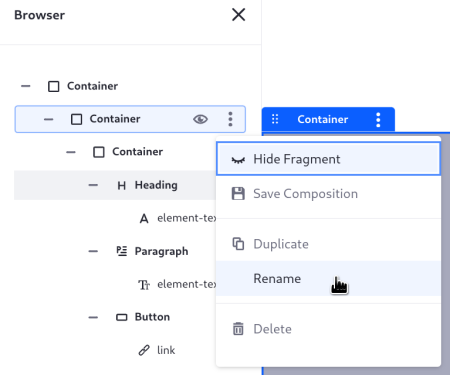 Browser
Container
Container
Container
Container
Hide Fragment
Heading
Save Composition
element-tex
Paragraph
Duplicate
element-tex
Rename
Button
Delete
link